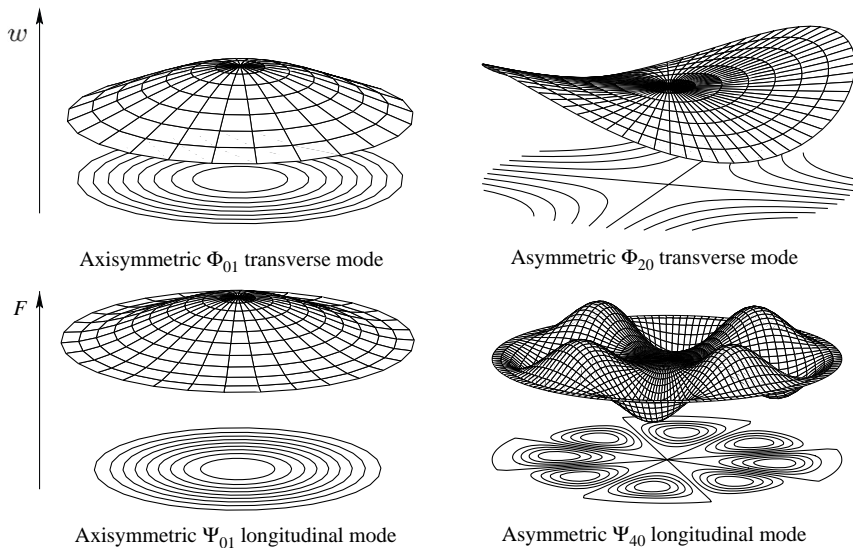 w
Axisymmetric Φ₀₁ transverse mode
Asymmetric Φ₂₀ transverse mode
F
Axisymmetric Ψ₀₁ longitudinal mode
Asymmetric Ψ₄₀ longitudinal mode